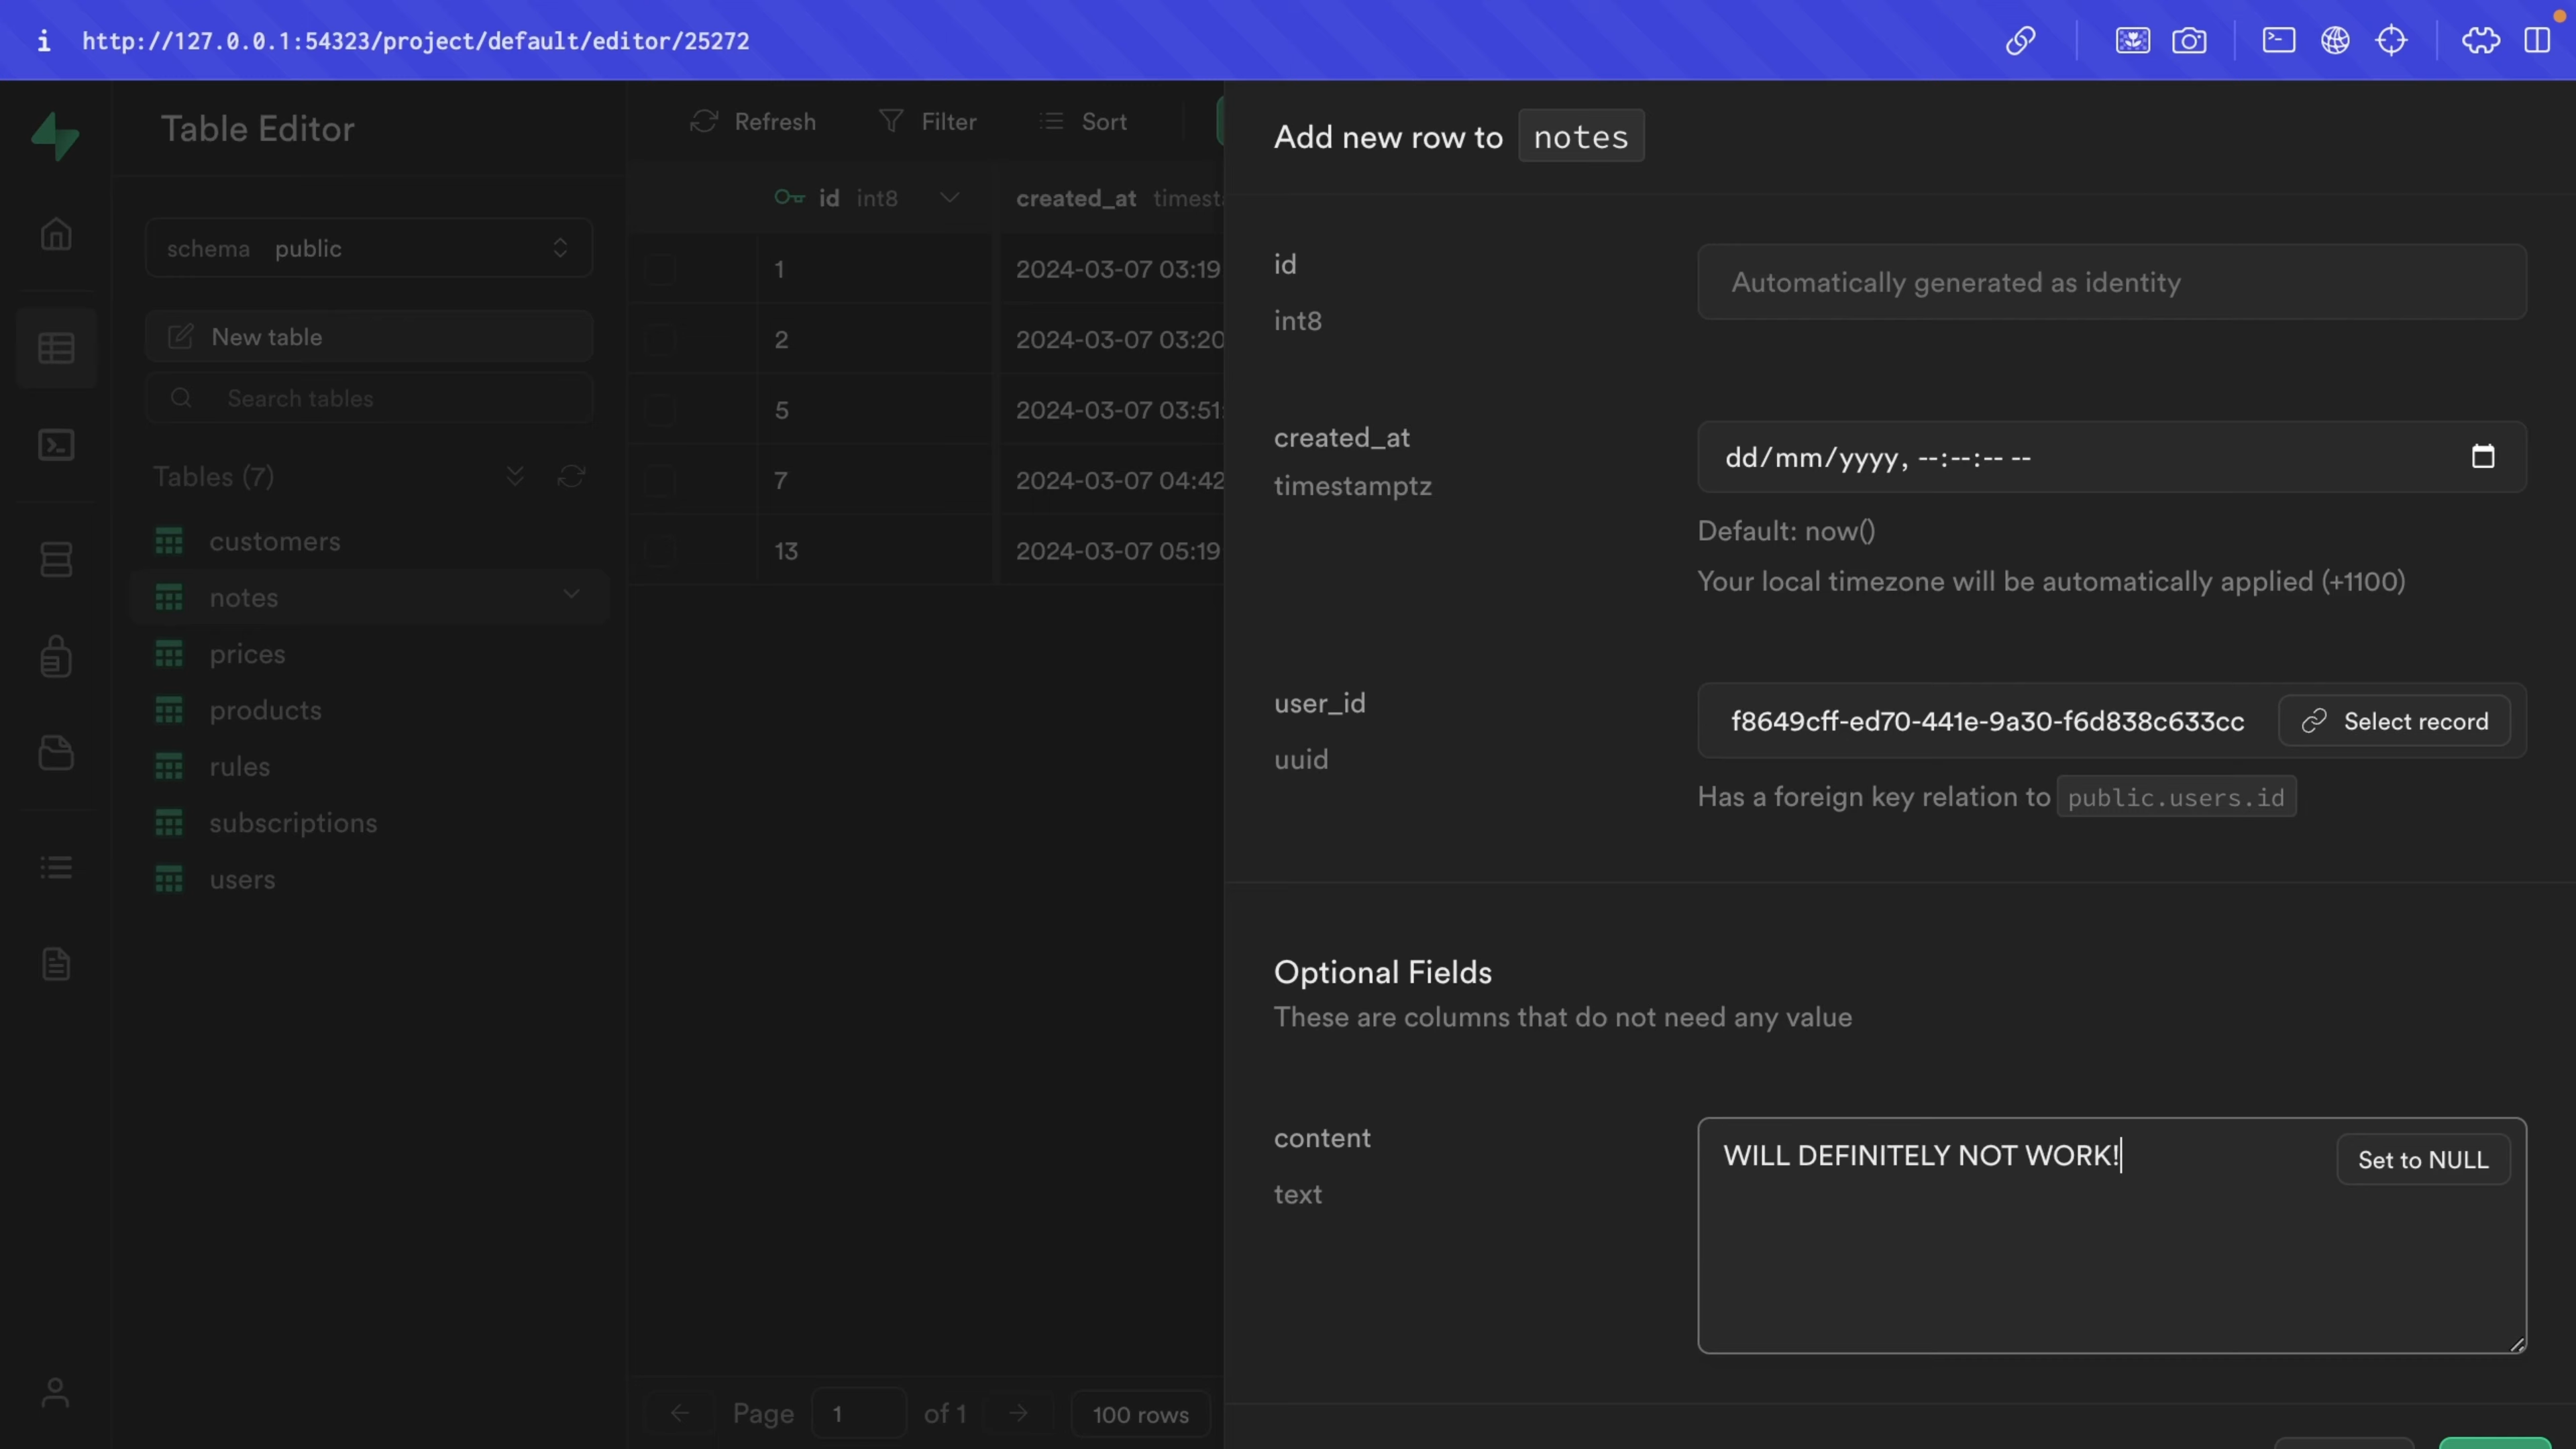 http://127.0.0.1:54323/project/default/editor/25272
Table Editor
schema public
New table
Search tables
Tables (7)
customers
notes
prices
products
rules
subscriptions
users
Refresh Filter Sort
id int8 created_at
1 2024-03-07 03:19
2 2024-03-07 03:20
5 2024-03-07 03:51:
7 2024-03-07 04:42
13 2024-03-07 05:19
Page 1 of 1 100 rows
Add new row to notes
id
int8
Automatically generated as identity
created_at
timestamptz
dd/mm/yyyy, --:--:-- --
Default: now()
Your local timezone will be automatically applied (+1100)
user_id
uuid
f8649cff-ed70-441e-9a30-f6d838c633cc Select record
Has a foreign key relation to public.users.id
Optional Fields
These are columns that do not need any value
content
text
WILL DEFINITELY NOT WORK!
Set to NULL